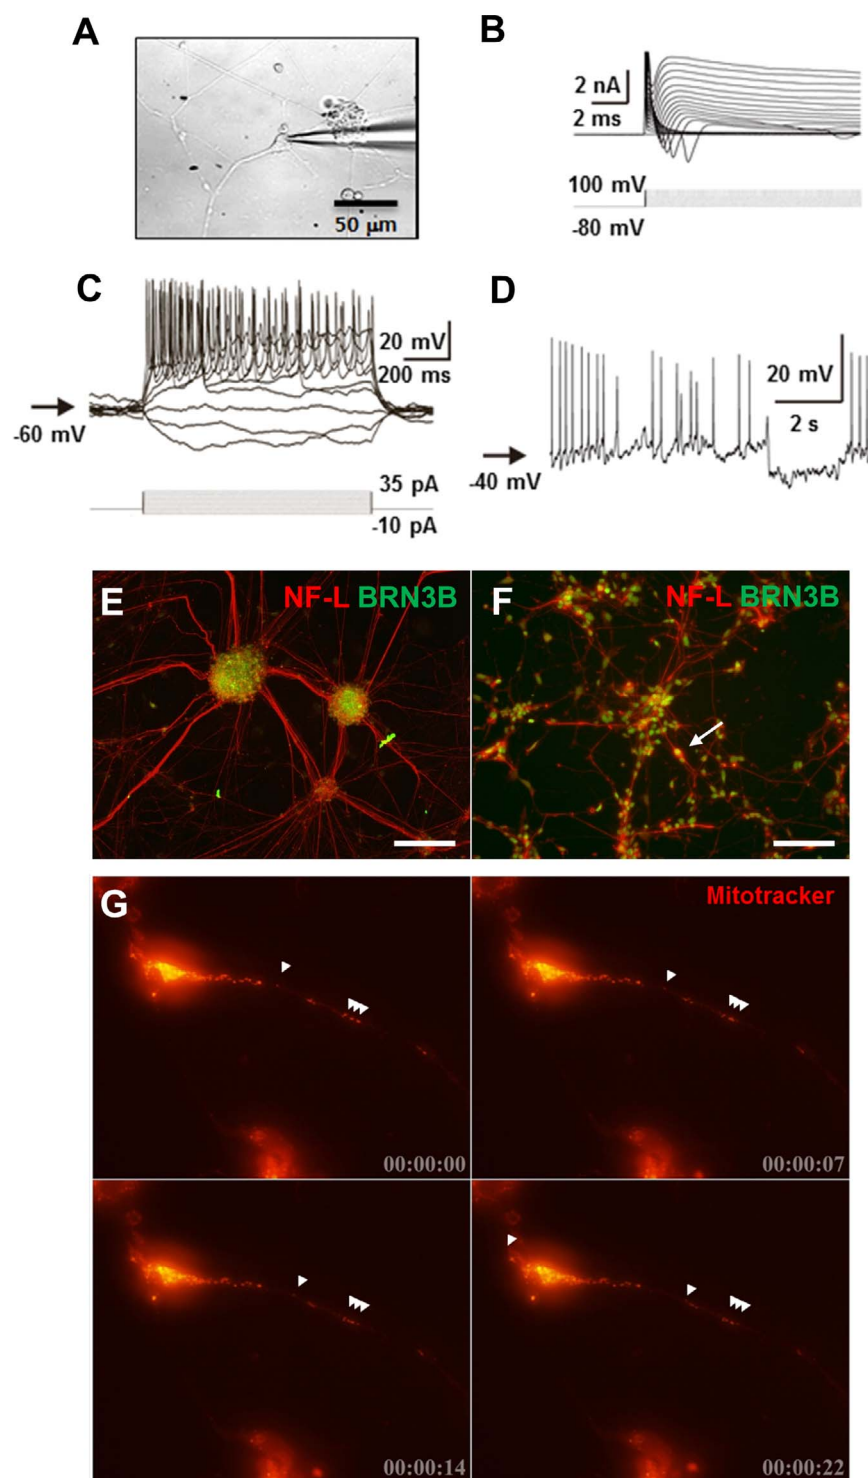 A
50 µm
B
2 nA
2 ms
100 mV
-80 mV
C
20 mV
200 ms
-60 mV
35 pA
-10 pA
D
20 mV
2 s
-40 mV
E
NF-L BRN3B
F
NF-L BRN3B
G
Mitotracker
00:00:00
00:00:07
00:00:14
00:00:22